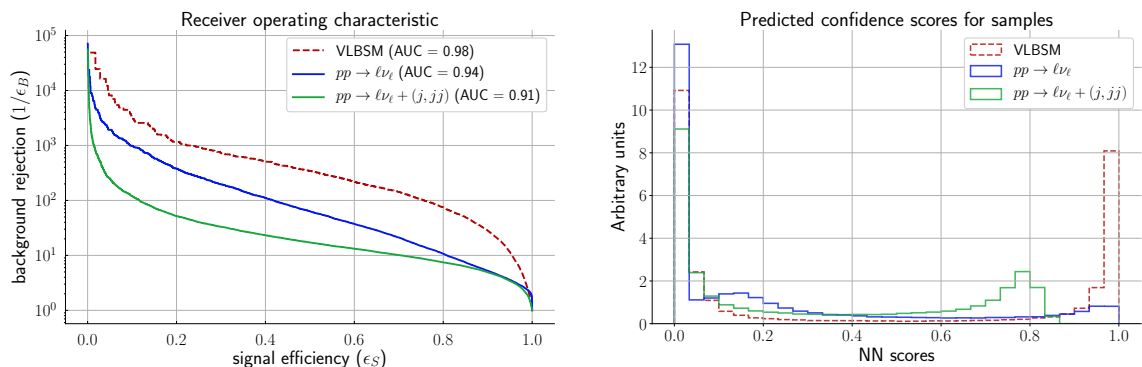 Receiver operating characteristic
VLBSM (AUC = 0.98)
pp → ℓν_ℓ (AUC = 0.94)
pp → ℓν_ℓ + (j, jj) (AUC = 0.91)
background rejection (1/ϵ_B)
10^5
10^4
10^3
10^2
10^1
10^0
0.0 0.2 0.4 0.6 0.8 1.0
signal efficiency (ϵ_S)
Predicted confidence scores for samples
VLBSM
pp → ℓν_ℓ
pp → ℓν_ℓ + (j, jj)
Arbitrary units
12
10
8
6
4
2
0
0.0 0.2 0.4 0.6 0.8 1.0
NN scores